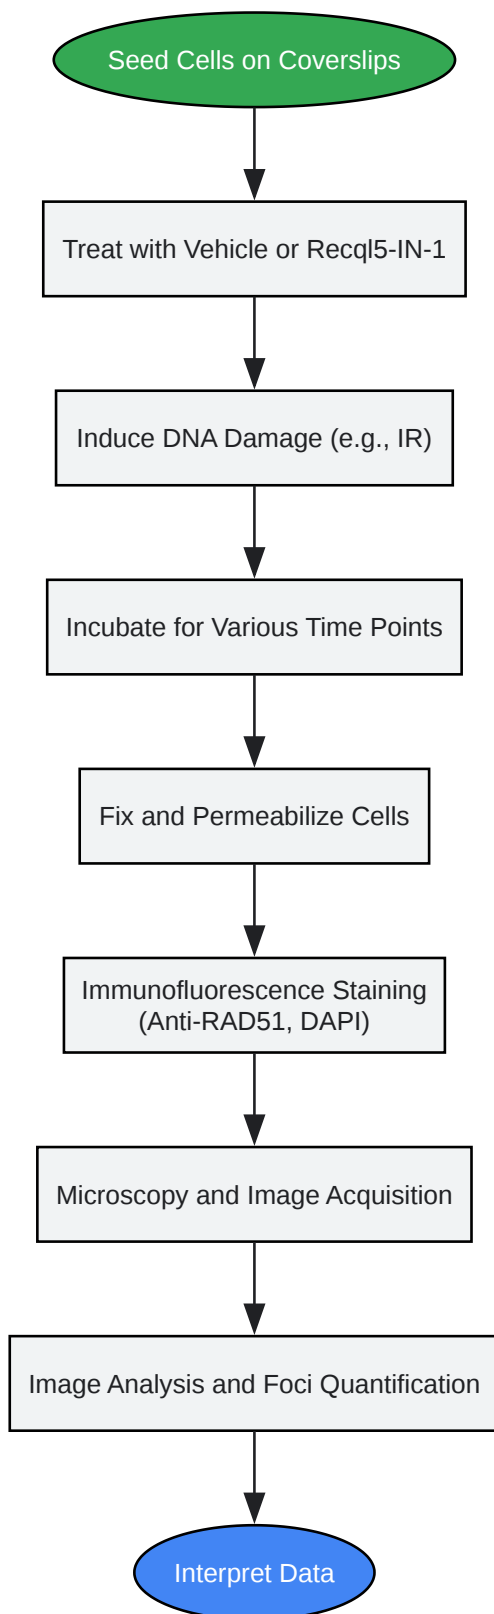 Seed Cells on Coverslips
Treat with Vehicle or Recql5-IN-1
Induce DNA Damage (e.g., IR)
Incubate for Various Time Points
Fix and Permeabilize Cells
Immunofluorescence Staining
(Anti-RAD51, DAPI)
Microscopy and Image Acquisition
Image Analysis and Foci Quantification
Interpret Data